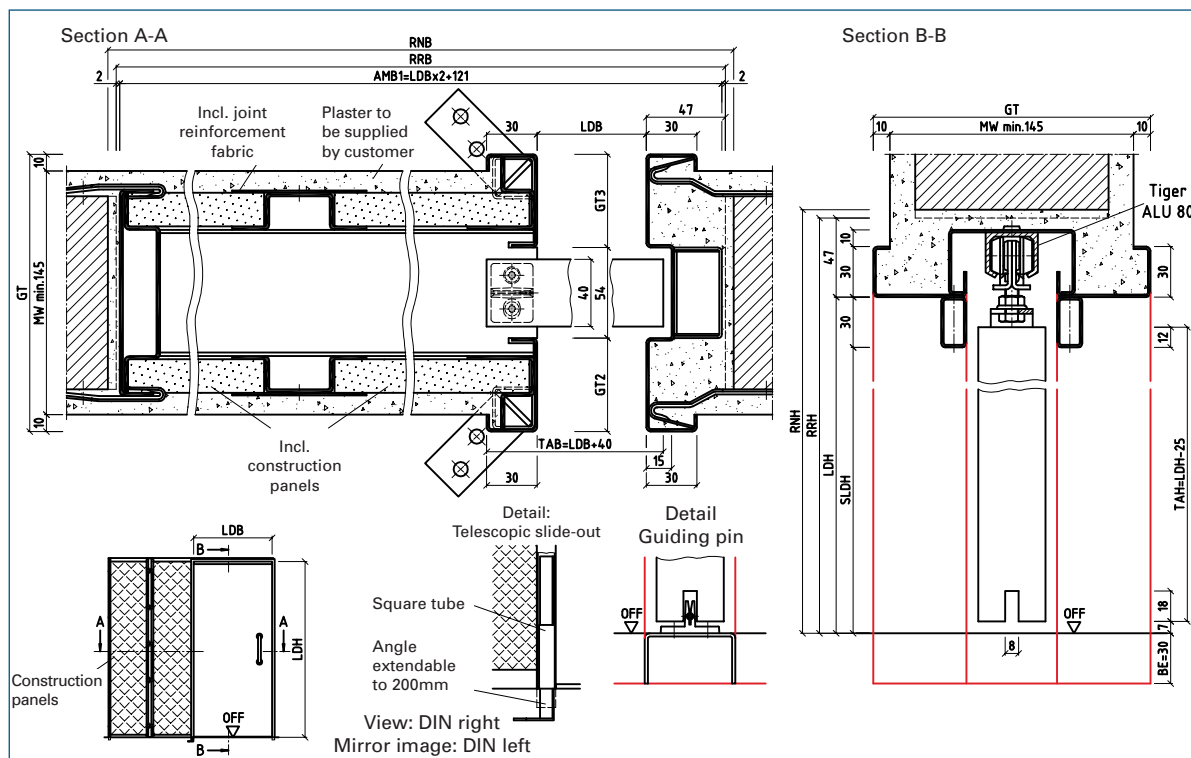 Section A-A
Section B-B
RNB
RRB
AMB1=LDBx2+121
2
2
Incl. joint
reinforcement
fabric
Plaster to
be supplied
by customer
30
LDB
47
30
10
GT
MW min.145
10
GT3
40
54
GT2
Incl.
construction
panels
TAB=LDB+40
15
30
30
GT
10
MW min.145
10
Tiger
ALU 80
10
47
30
30
30
12
RNH
RRH
LDH
SLDH
TAH=LDH-25
18
7
BE=30
8
OFF
LDB
B
A
A
LDH
Construction
panels
OFF
B
Detail:
Telescopic slide-out
Square tube
Angle
extendable
to 200mm
Detail
Guiding pin
OFF
View: DIN right
Mirror image: DIN left